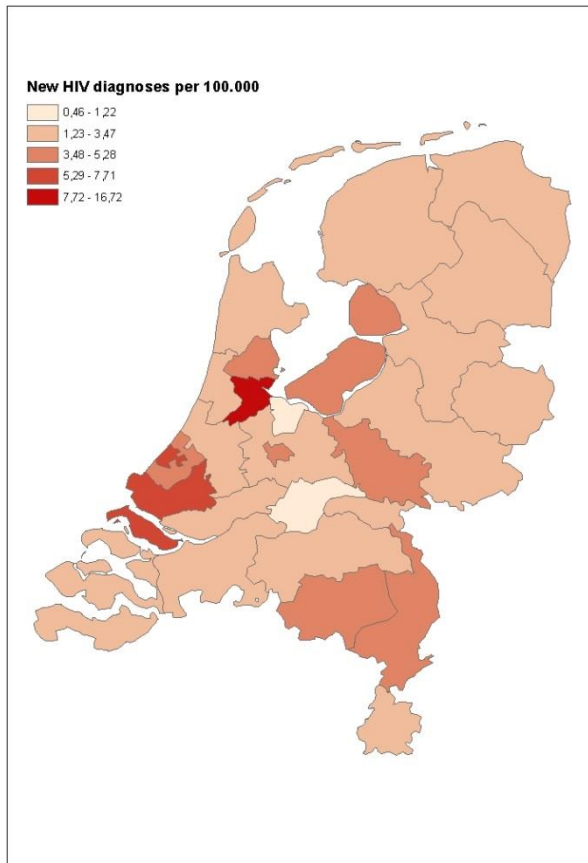 New HIV diagnoses per 100.000
0,46 - 1,22
1,23 - 3,47
3,48 - 5,28
5,29 - 7,71
7,72 - 16,72